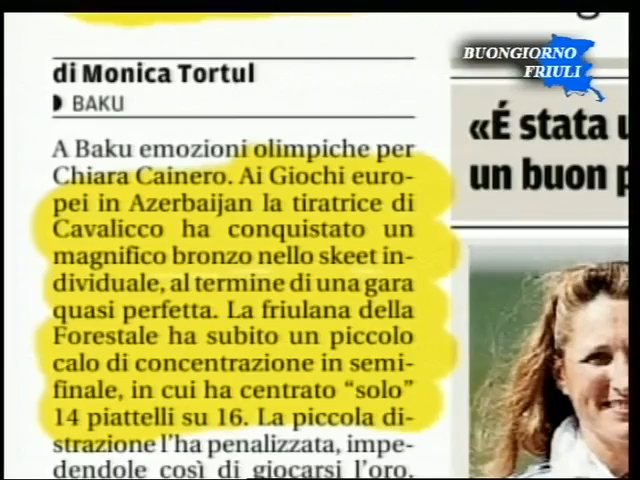 BUONGIORNO
FRIULI
di Monica Tortul
BAKU
A Baku emozioni olimpiche per
Chiara Cainero. Ai Giochi euro-
pei in Azerbaijan la tiratrice di
Cavalicco ha conquistato un
magnifico bronzo nello skeet in-
dividuale, al termine di una gara
quasi perfetta. La friulana della
Forestale ha subito un piccolo
calo di concentrazione in semi-
finale, in cui ha centrato “solo”
14 piattelli su 16. La piccola di-
strazione l'ha penalizzata, impe-
dendole così di giocarsi l'oro.
«É stata
un buon